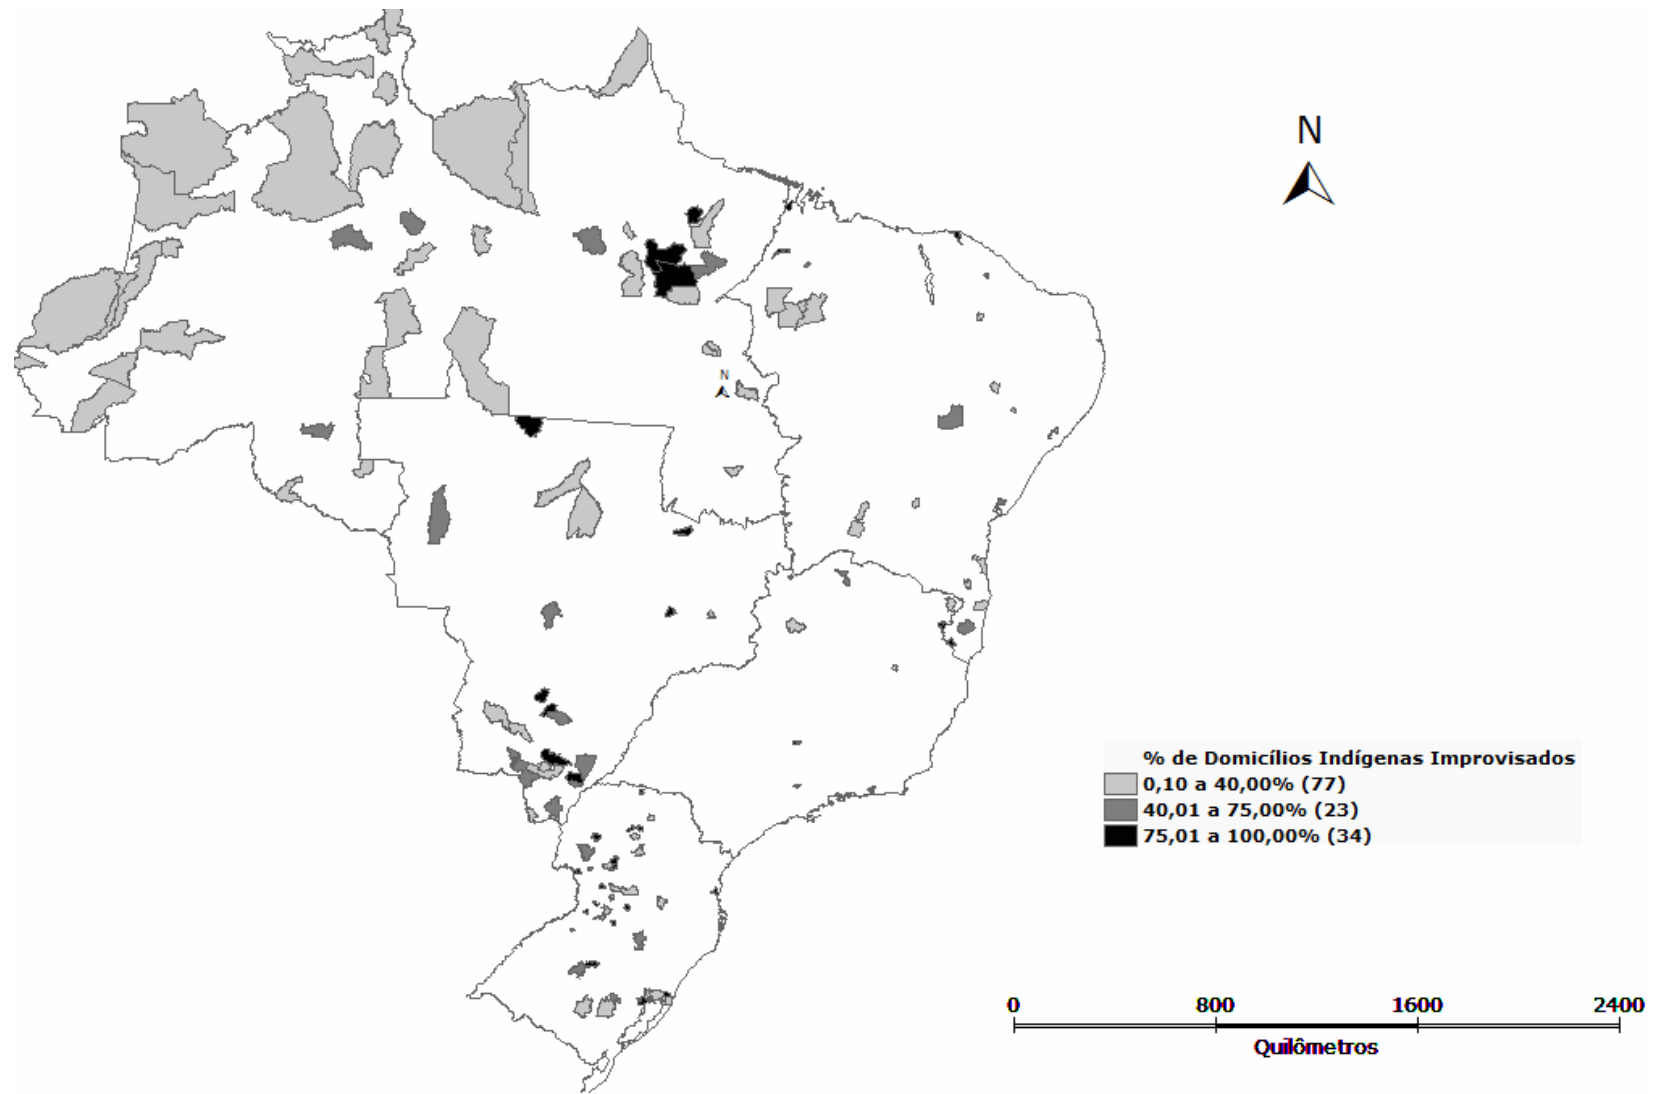 N
N
% de Domicílios Indígenas Improvisados
0,10 a 40,00% (77)
40,01 a 75,00% (23)
75,01 a 100,00% (34)
0 800 1600 2400
Quilômetros